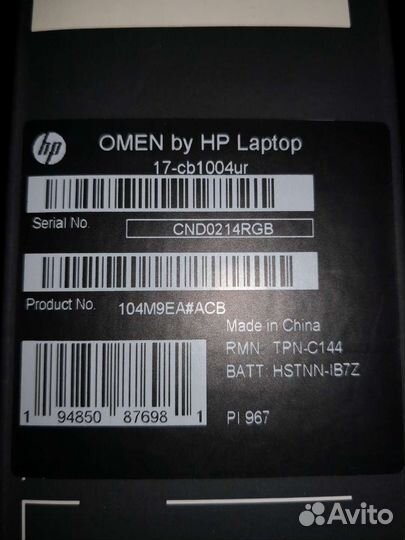 hp
OMEN by HP Laptop
17-cb1004ur
Serial No.
CND0214RGB
Product No.
104M9EA#ACB
Made in China
RMN: TPN-C144
BATT: HSTNN-IB7Z
1 94850 87698 1
PI 967
Avito